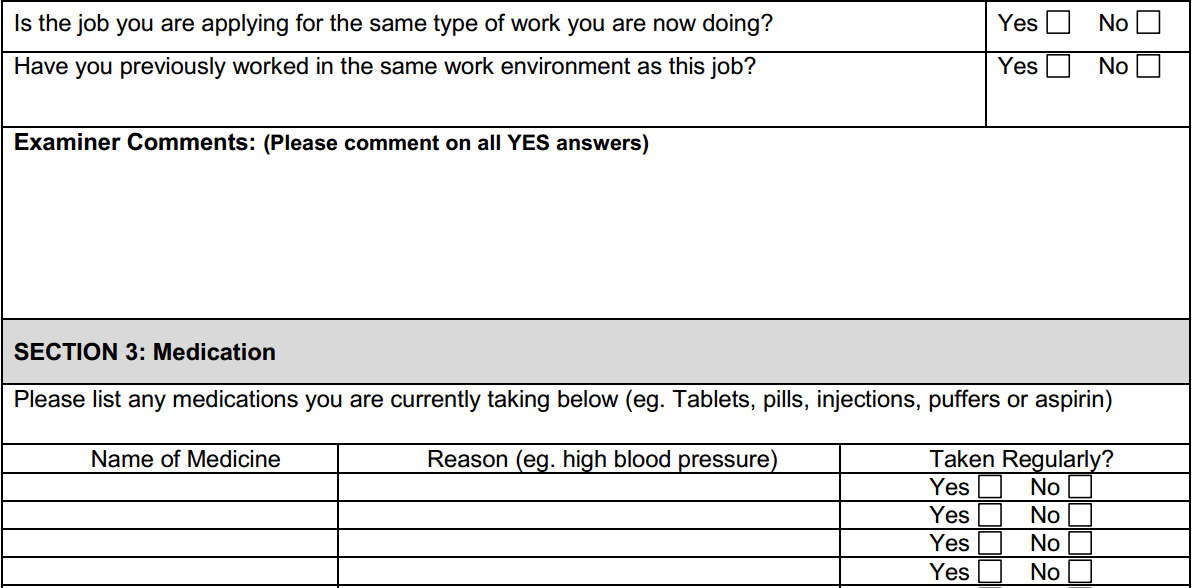 Is the job you are applying for the same type of work you are now doing? Yes No
Have you previously worked in the same work environment as this job? Yes No
Examiner Comments: (Please comment on all YES answers)
SECTION 3: Medication
Please list any medications you are currently taking below (eg. Tablets, pills, injections, puffers or aspirin)
Name of Medicine Reason (eg. high blood pressure) Taken Regularly?
Yes No
Yes No
Yes No
Yes No